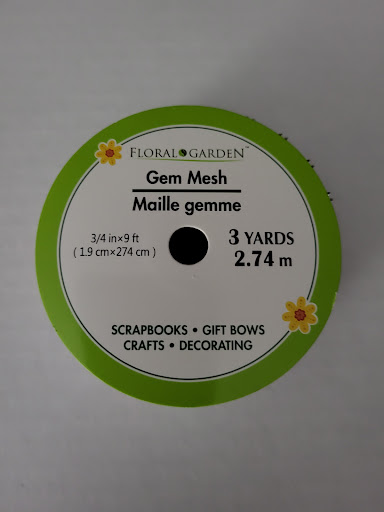 FLORAL GARDEN™
Gem Mesh
Maille gemme
3/4 in×9 ft
( 1.9 cm×274 cm )
3 YARDS
2.74 m
SCRAPBOOKS • GIFT BOWS
CRAFTS • DECORATING